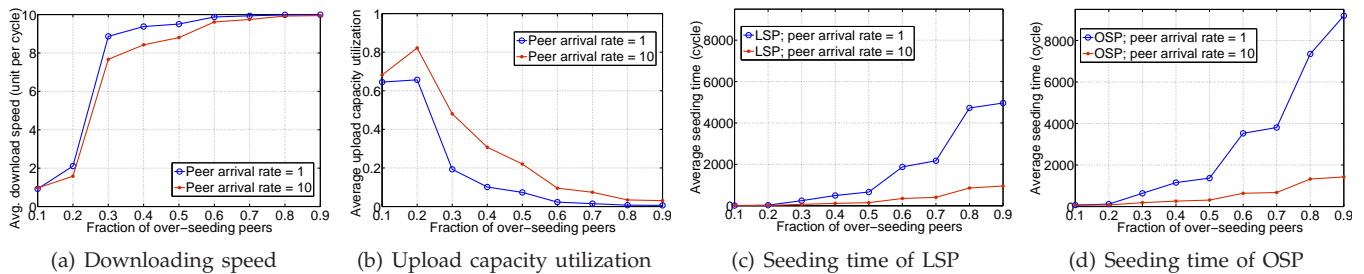 Avg. download speed (unit per cycle)
10
8
6
4
2
0
0.1 0.2 0.3 0.4 0.5 0.6 0.7 0.8 0.9
Fraction of over−seeding peers
Peer arrival rate = 1
Peer arrival rate = 10
(a) Downloading speed
Average upload capacity utilization
1
0.8
0.6
0.4
0.2
0
0.1 0.2 0.3 0.4 0.5 0.6 0.7 0.8 0.9
Fraction of over−seeding peers
Peer arrival rate = 1
Peer arrival rate = 10
(b) Upload capacity utilization
Average seeding time (cycle)
8000
6000
4000
2000
0
0.1 0.2 0.3 0.4 0.5 0.6 0.7 0.8 0.9
Fraction of over−seeding peers
LSP; peer arrival rate = 1
LSP; peer arrival rate = 10
(c) Seeding time of LSP
Average seeding time (cycle)
8000
6000
4000
2000
0
0.1 0.2 0.3 0.4 0.5 0.6 0.7 0.8 0.9
Fraction of over−seeding peers
OSP; peer arrival rate = 1
OSP; peer arrival rate = 10
(d) Seeding time of OSP